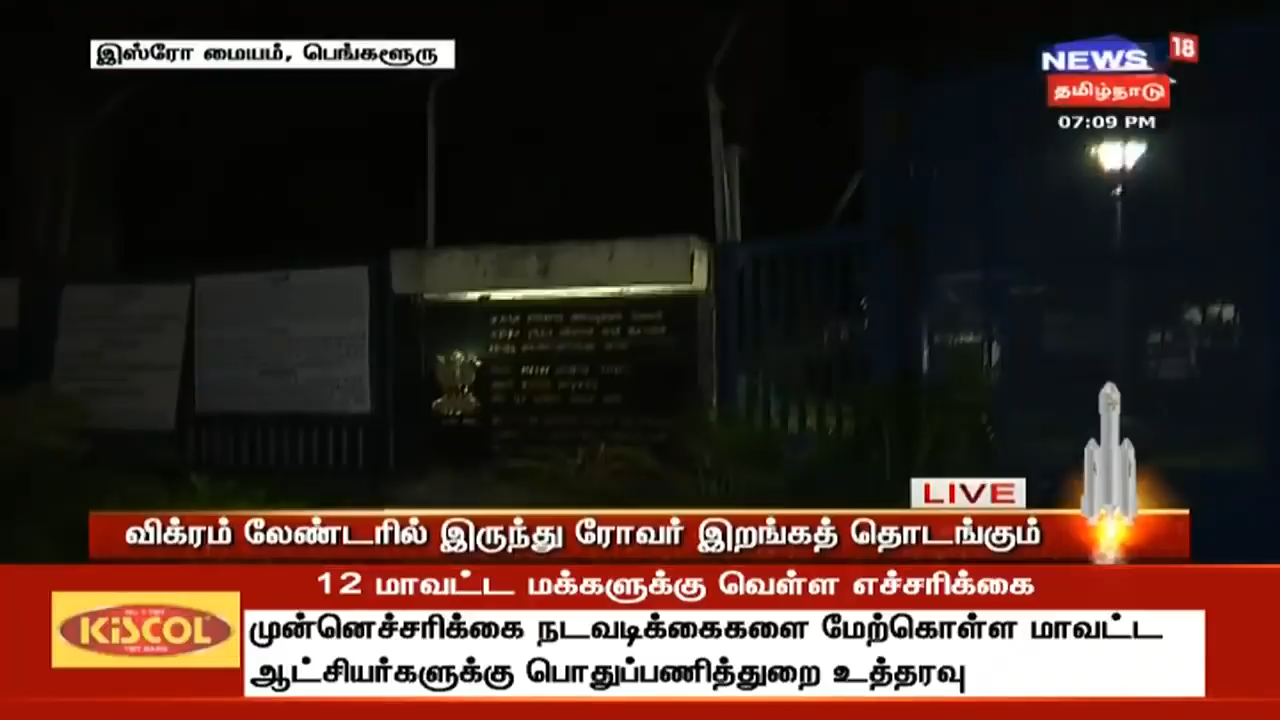 இஸ்ரோ மையம், பெங்களூரு
NEWS 18
தமிழ்நாடு
07:09 PM
LIVE
விக்ரம் லேண்டரில் இருந்து ரோவர் இறங்கத் தொடங்கும்
12 மாவட்ட மக்களுக்கு வெள்ள எச்சரிக்கை
KiSCOL
முன்னெச்சரிக்கை நடவடிக்கைகளை மேற்கொள்ள மாவட்ட
ஆட்சியர்களுக்கு பொதுப்பணித்துறை உத்தரவு